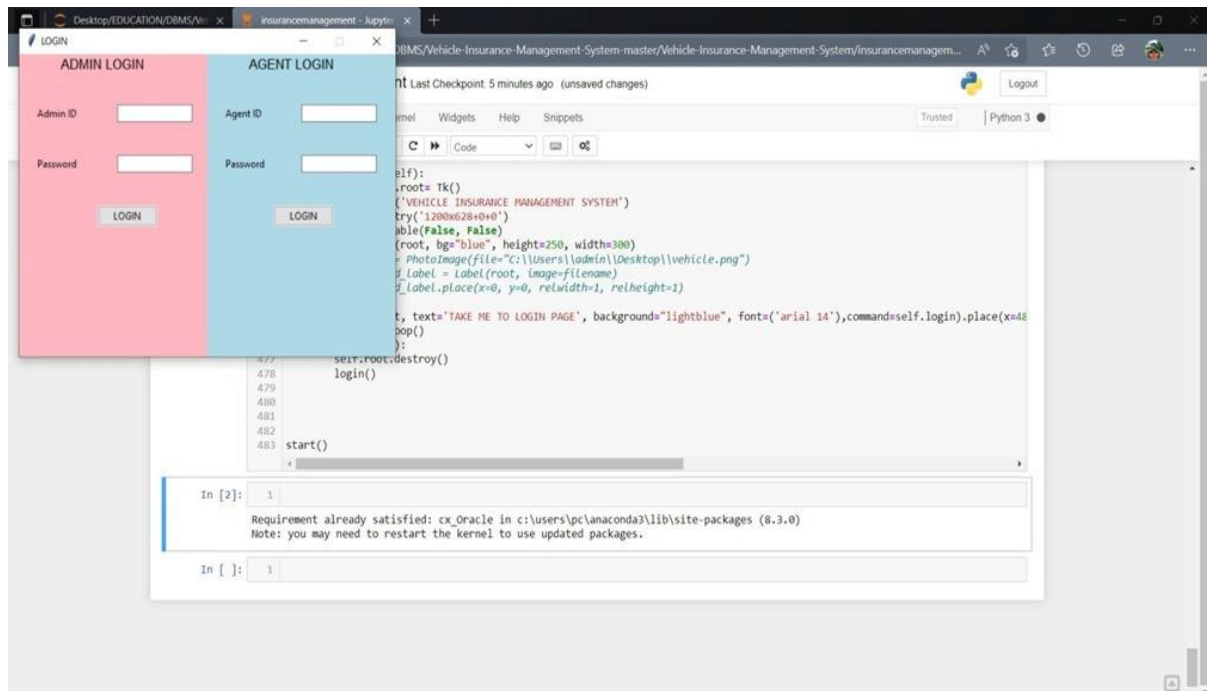 Desktop/EDUCATION/DBMS/Ve
insurancemanagement - Jupyter
LOGIN
ADMIN LOGIN
AGENT LOGIN
Admin ID
Agent ID
Password
Password
LOGIN
LOGIN
DBMS/Vehicle-Insurance-Management-System-master/Vehicle-Insurance-Management-System/insurancemanagem...
nt Last Checkpoint: 5 minutes ago (unsaved changes)
Logout
rnel Widgets Help Snippets
Trusted
Python 3
Code
elf):
.root= Tk()
('VEHICLE INSURANCE MANAGEMENT SYSTEM')
try('1200x628+0+0')
able(False, False)
(root, bg="blue", height=250, width=300)
= PhotoImage(file="C:\\Users\\admin\\Desktop\\vehicle.png")
d_label = Label(root, image=filename)
d_label.place(x=0, y=0, relwidth=1, relheight=1)
t, text='TAKE ME TO LOGIN PAGE', background="lightblue", font=('arial 14'),command=self.login).place(x=48
oop()
):
477 self.root.destroy()
478 login()
479
480
481
482
483 start()
In [2]: 1
Requirement already satisfied: cx_Oracle in c:\users\pc\anaconda3\lib\site-packages (8.3.0)
Note: you may need to restart the kernel to use updated packages.
In [ ]: 1